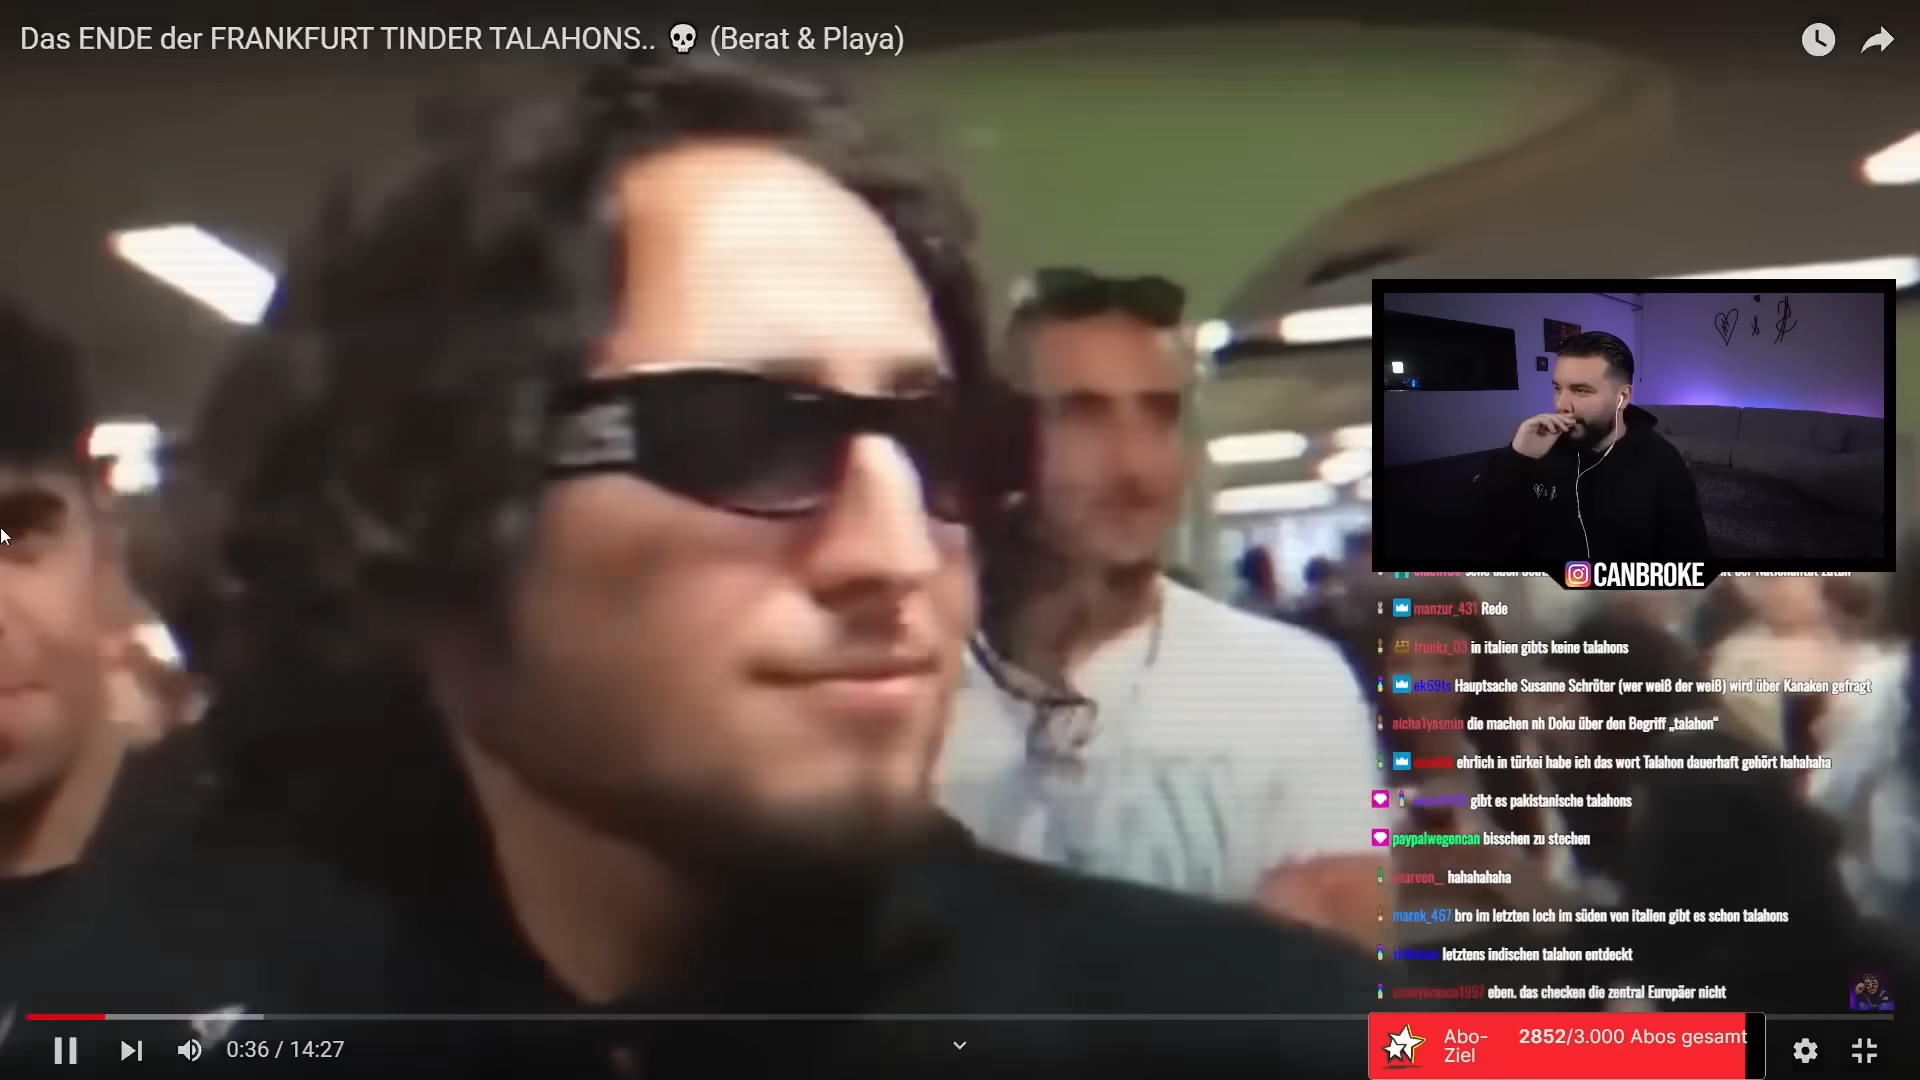 Das ENDE der FRANKFURT TINDER TALAHONS.. 💀 (Berat & Playa)
CANBROKE
manzur_431 Rede
trunkz_03 in italien gibts keine talahons
ek69ts Hauptsache Susanne Schröter (wer weiß der weiß) wird über Kanaken gefragt
aicha1yasmin die machen nh Doku über den Begriff „talahon“
ehrlich in türkei habe ich das wort Talahon dauerhaft gehört hahahaha
gibt es pakistanische talahons
paypalwegencan bisschen zu stechen
hahahahaha
marek_467 bro im letzten loch im süden von italien gibt es schon talahons
letztens indischen talahon entdeckt
eben. das checken die zentral Europäer nicht
Abo-Ziel 2852/3.000 Abos gesamt
0:36 / 14:27